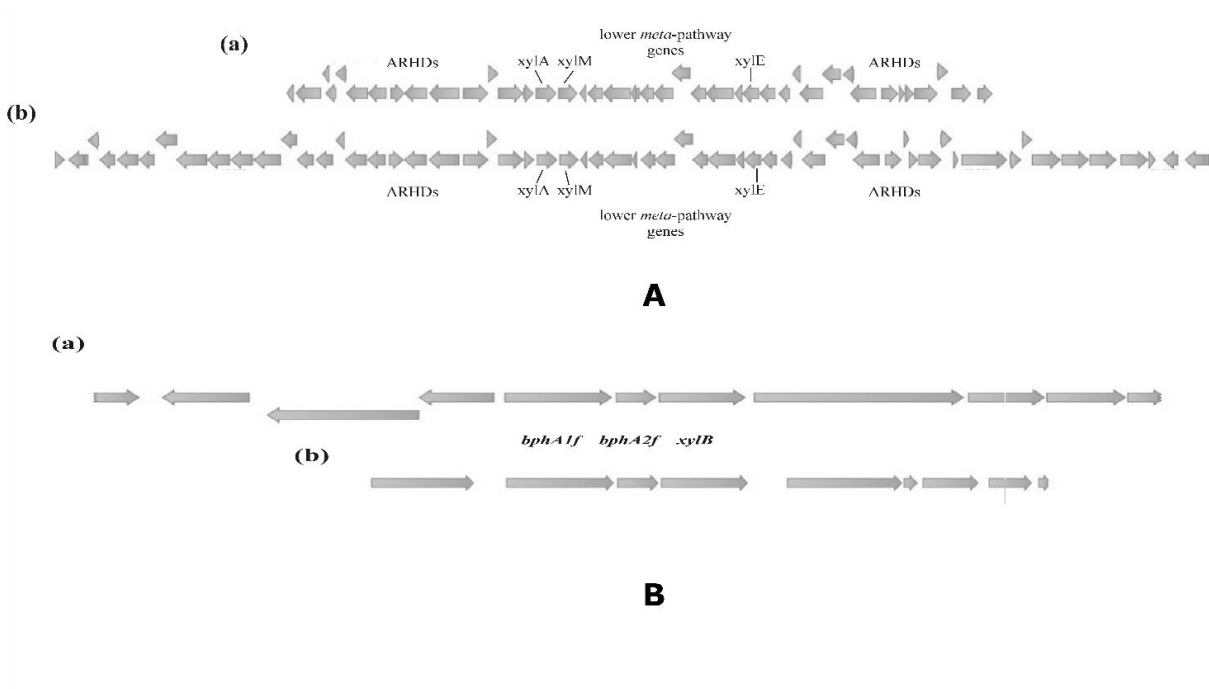 (a)
lower meta-pathway
genes
ARHDs xylA xylM xylE ARHDs
(b)
ARHDs xylA xylM xylE ARHDs
lower meta-pathway
genes
A
(a)
bphA1f bphA2f xylB
(b)
B